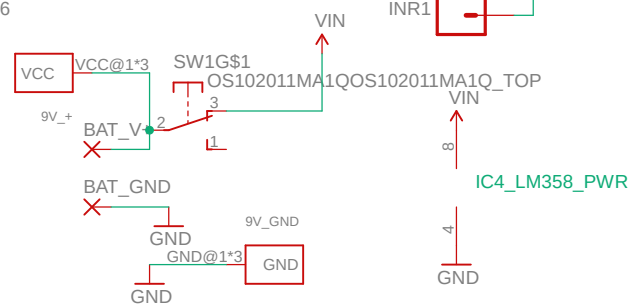 6
INR1
VIN
VCC
VCC@1*3
SW1G$1
OS102011MA1QOS102011MA1Q_TOP
VIN
9V_+
BAT_V
2
3
1
8
IC4_LM358_PWR
BAT_GND
9V_GND
GND
GND@1*3
GND
4
GND
GND